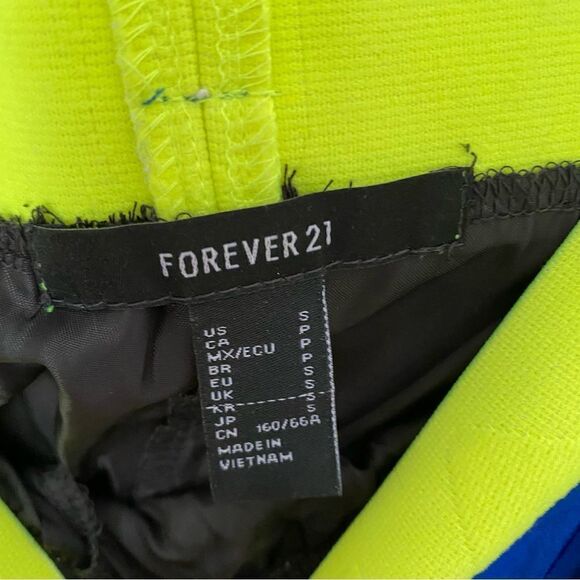 FOREVER 21
US S
CA P
MX/ECU P
BR P
EU S
UK S
KR S
JP S
CN 160/66A
MADE IN
VIETNAM